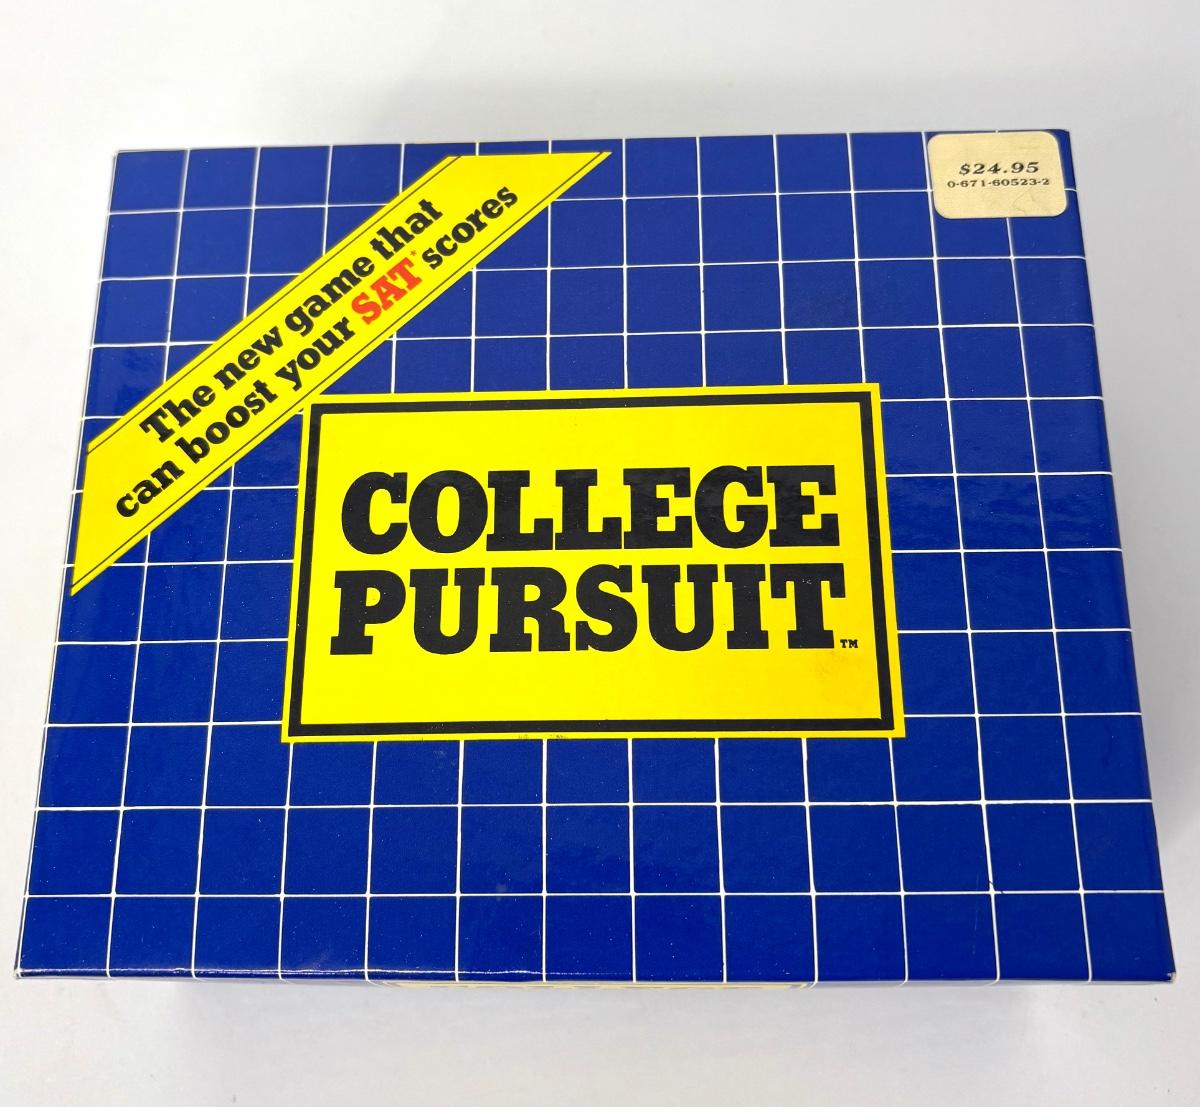 $24.95
0-671-60523-2
The new game that
can boost your SAT* scores
COLLEGE
PURSUIT™